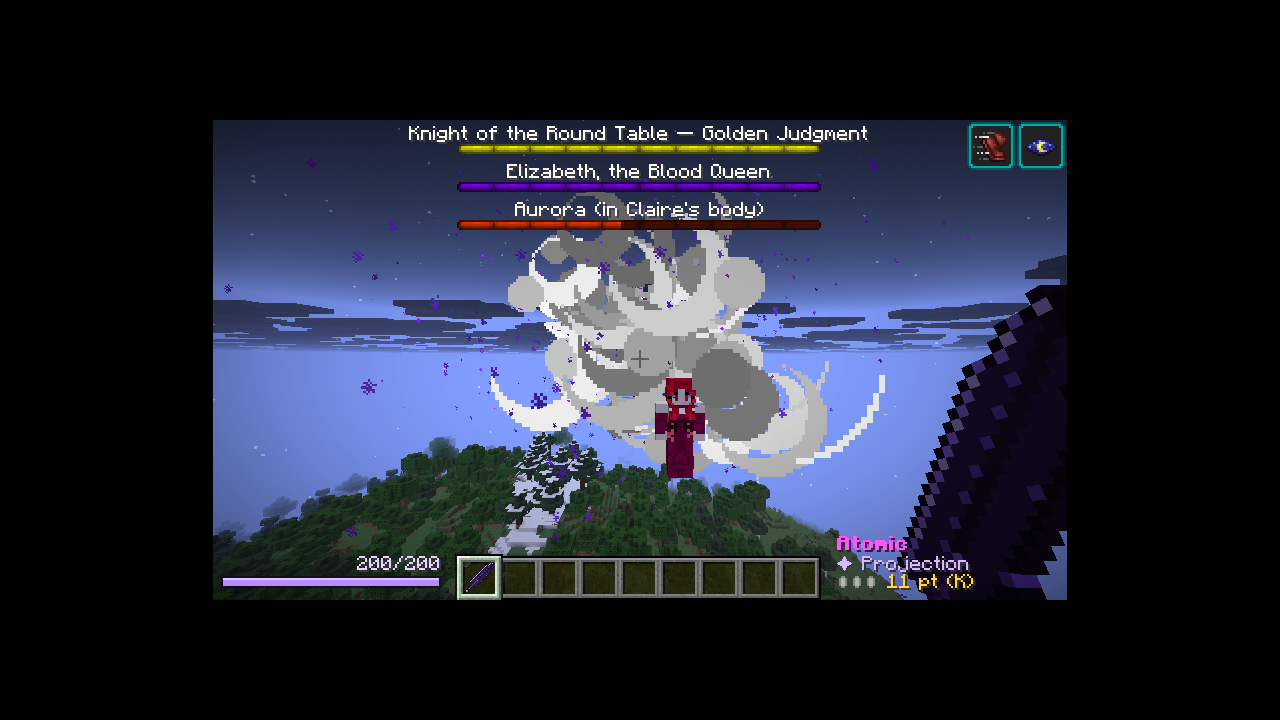 Knight of the Round Table — Golden Judgment
Elizabeth, the Blood Queen
Aurora (in Claire's body)
Atomic
200/200
✦ Projection
11 pt (K)